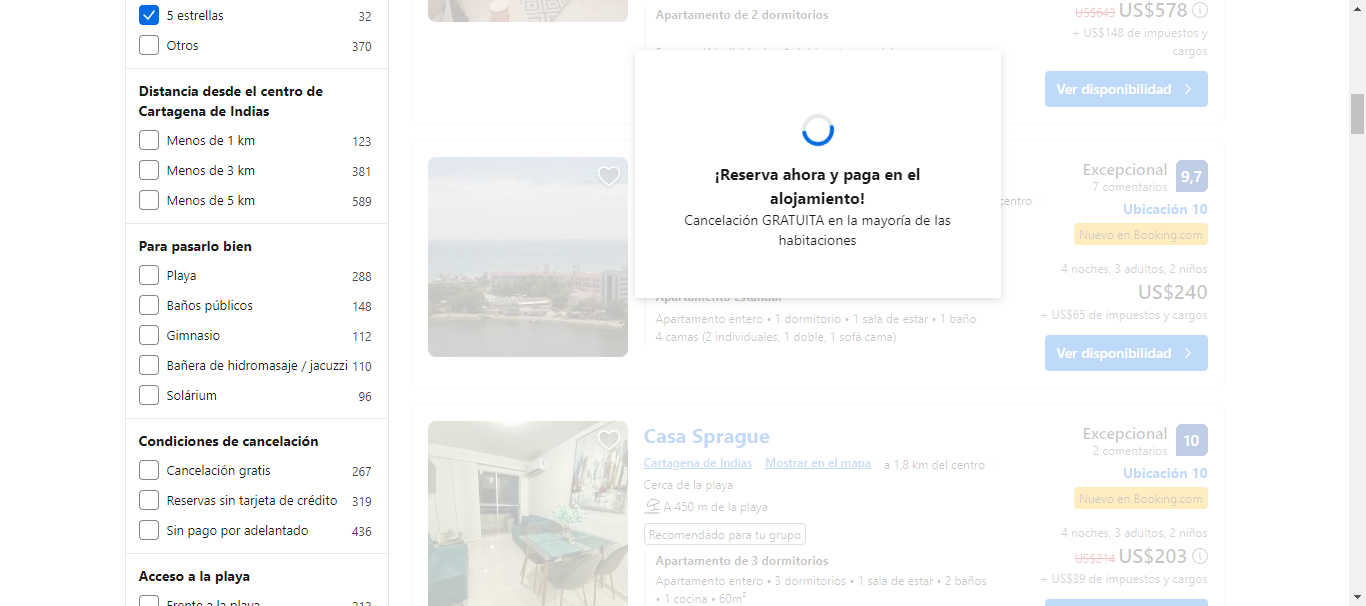 5 estrellas 32
Otros 370
Distancia desde el centro de
Cartagena de Indias
Menos de 1 km 123
Menos de 3 km 381
Menos de 5 km 589
Para pasarlo bien
Playa 288
Baños públicos 148
Gimnasio 112
Bañera de hidromasaje / jacuzzi 110
Solárium 96
Condiciones de cancelación
Cancelación gratis 267
Reservas sin tarjeta de crédito 319
Sin pago por adelantado 436
Acceso a la playa
Frente a la playa 212
Apartamento de 2 dormitorios
US$643 US$578
+ US$148 de impuestos y
cargos
Ver disponibilidad
¡Reserva ahora y paga en el
alojamiento!
Cancelación GRATUITA en la mayoría de las
habitaciones
centro
Excepcional 9,7
7 comentarios
Ubicación 10
Nuevo en Booking.com
Apartamento Estándar
Apartamento entero • 1 dormitorio • 1 sala de estar • 1 baño
4 camas (2 individuales, 1 doble, 1 sofá cama)
4 noches, 3 adultos, 2 niños
US$240
+ US$65 de impuestos y cargos
Ver disponibilidad
Casa Sprague
Cartagena de Indias Mostrar en el mapa a 1,8 km del centro
Cerca de la playa
A 450 m de la playa
Recomendado para tu grupo
Apartamento de 3 dormitorios
Apartamento entero • 3 dormitorios • 1 sala de estar • 2 baños
• 1 cocina • 60m²
Excepcional 10
2 comentarios
Ubicación 10
Nuevo en Booking.com
4 noches, 3 adultos, 2 niños
US$214 US$203
+ US$39 de impuestos y cargos